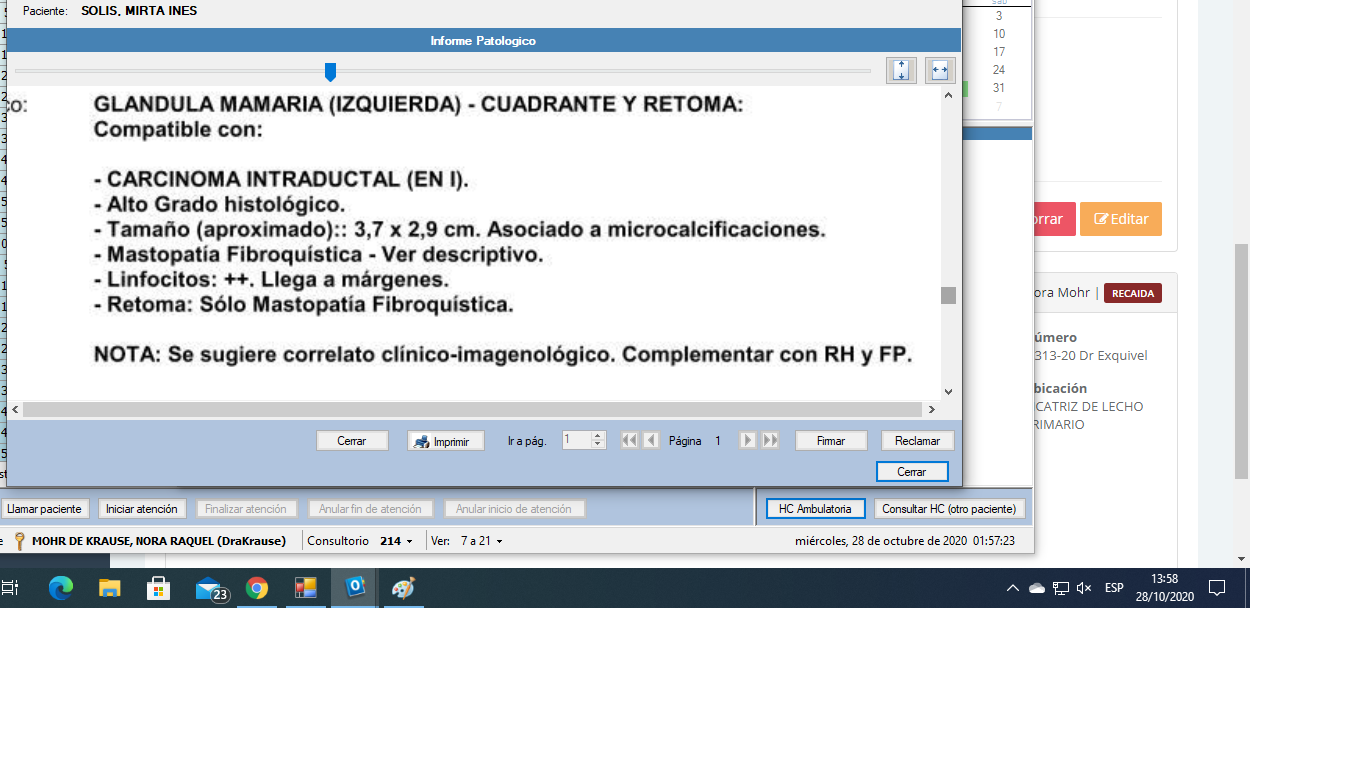 Paciente: SOLIS, MIRTA INES
Informe Patologico
co: GLANDULA MAMARIA (IZQUIERDA) - CUADRANTE Y RETOMA:
Compatible con:
- CARCINOMA INTRADUCTAL (EN I).
- Alto Grado histológico.
- Tamaño (aproximado):: 3,7 x 2,9 cm. Asociado a microcalcificaciones.
- Mastopatía Fibroquística - Ver descriptivo.
- Linfocitos: ++. Llega a márgenes.
- Retoma: Sólo Mastopatía Fibroquística.
NOTA: Se sugiere correlato clínico-imagenológico. Complementar con RH y FP.
Cerrar Imprimir Ir a pág. 1 Página 1 Firmar Reclamar
Cerrar
3
10
17
24
31
7
orrar Editar
ora Mohr | RECAIDA
úmero
313-20 Dr Exquivel
bicación
CATRIZ DE LECHO
RIMARIO
Llamar paciente Iniciar atención Finalizar atención Anular fin de atención Anular inicio de atención HC Ambulatoria Consultar HC (otro paciente)
e MOHR DE KRAUSE, NORA RAQUEL (DraKrause) Consultorio 214 Ver: 7 a 21 miércoles, 28 de octubre de 2020 01:57:23
23 ESP 13:58
28/10/2020